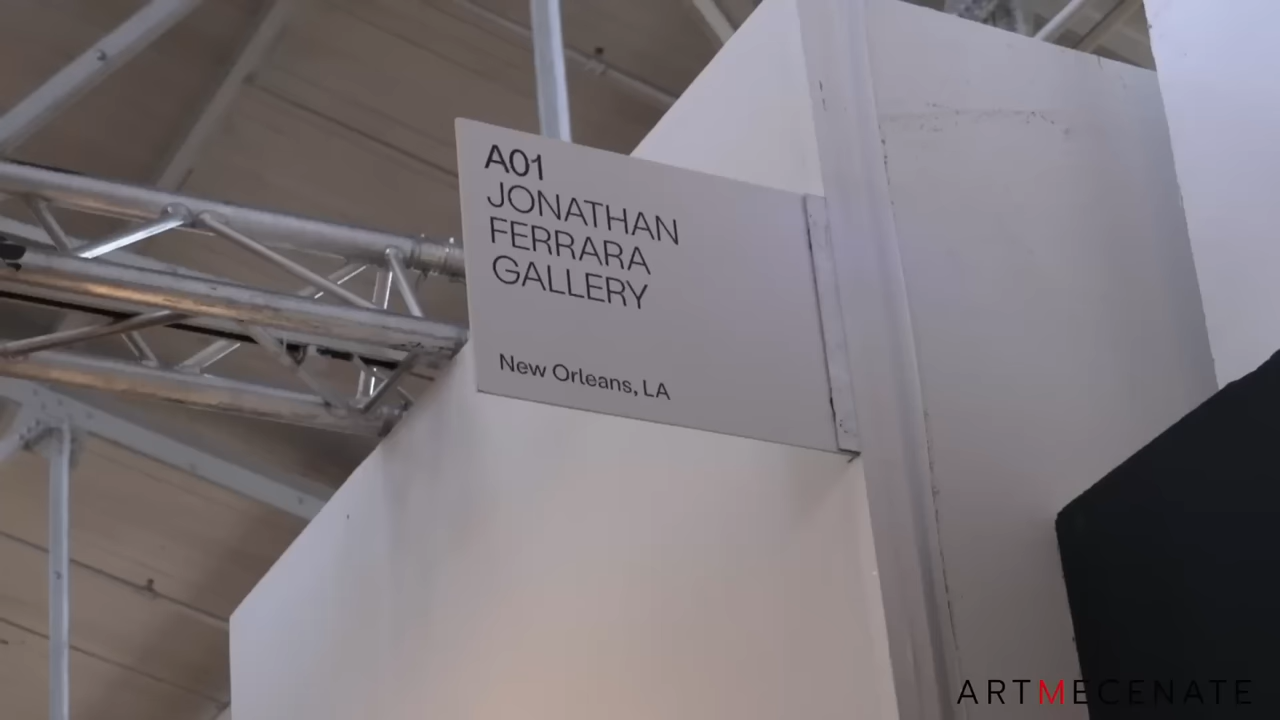 A01
JONATHAN
FERRARA
GALLERY
New Orleans, LA
ARTMECENATE